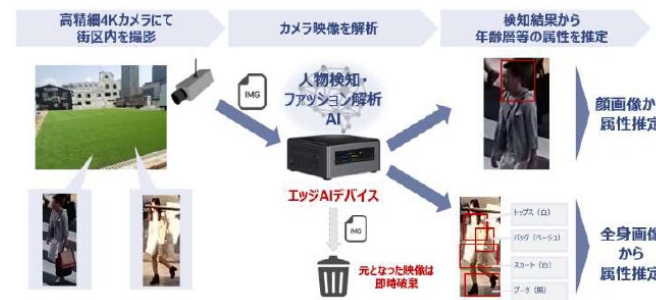 高精細4Kカメラにて
街区内を撮影
カメラ映像を解析
検知結果から
年齢層等の属性を推定
IMG
人物検知・
ファッション解析
AI
エッジAIデバイス
IMG
元となった映像は
即時破棄
顔画像か
属性推定
トップス（白）
バッグ（ベージュ）
スカート（白）
ブーツ（黒）
全身画像
から
属性推定